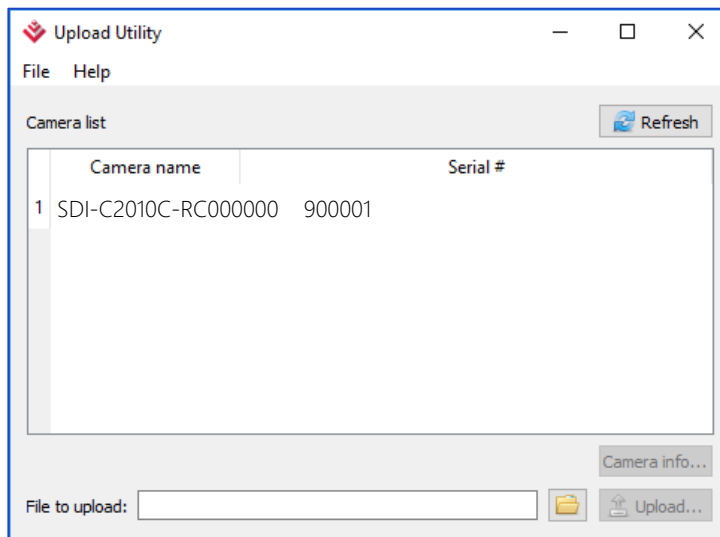 Upload Utility
File Help
Camera list Refresh
Camera name Serial #
1 SDI-C2010C-RC000000 900001
Camera info...
File to upload: Upload...